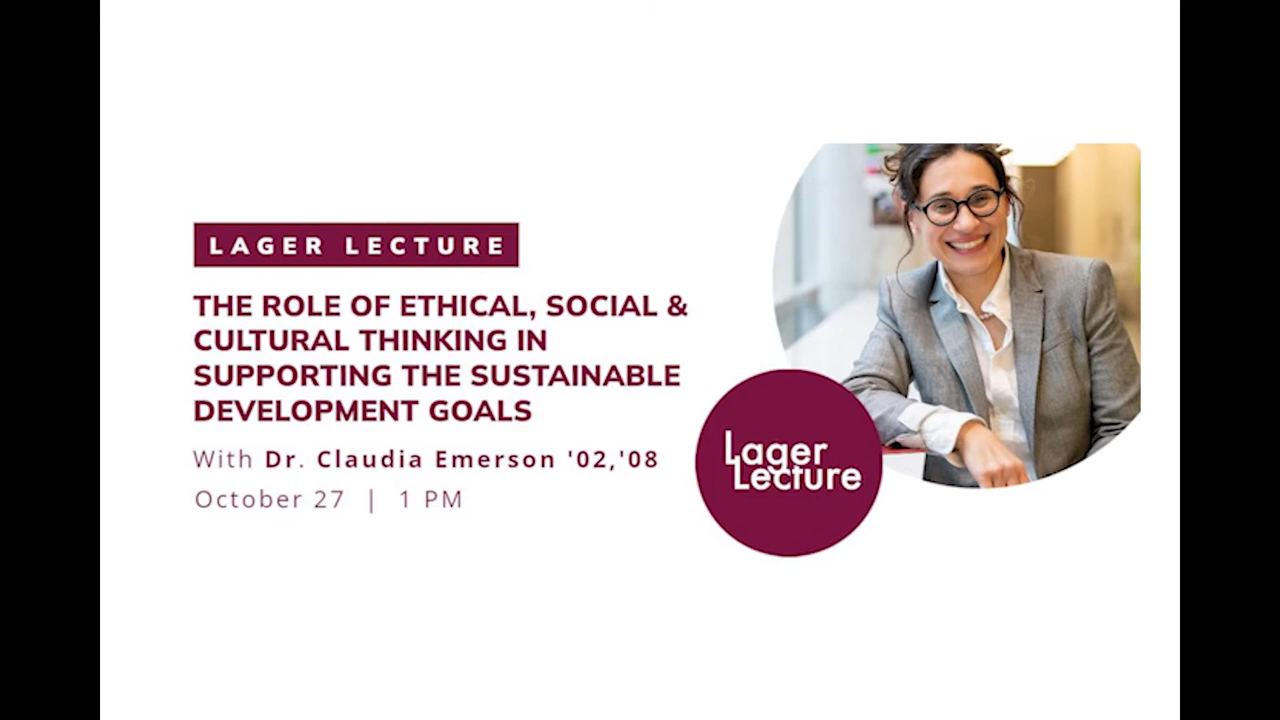 LAGER LECTURE
THE ROLE OF ETHICAL, SOCIAL &
CULTURAL THINKING IN
SUPPORTING THE SUSTAINABLE
DEVELOPMENT GOALS
With Dr. Claudia Emerson '02,'08
October 27 | 1 PM
Lager
Lecture